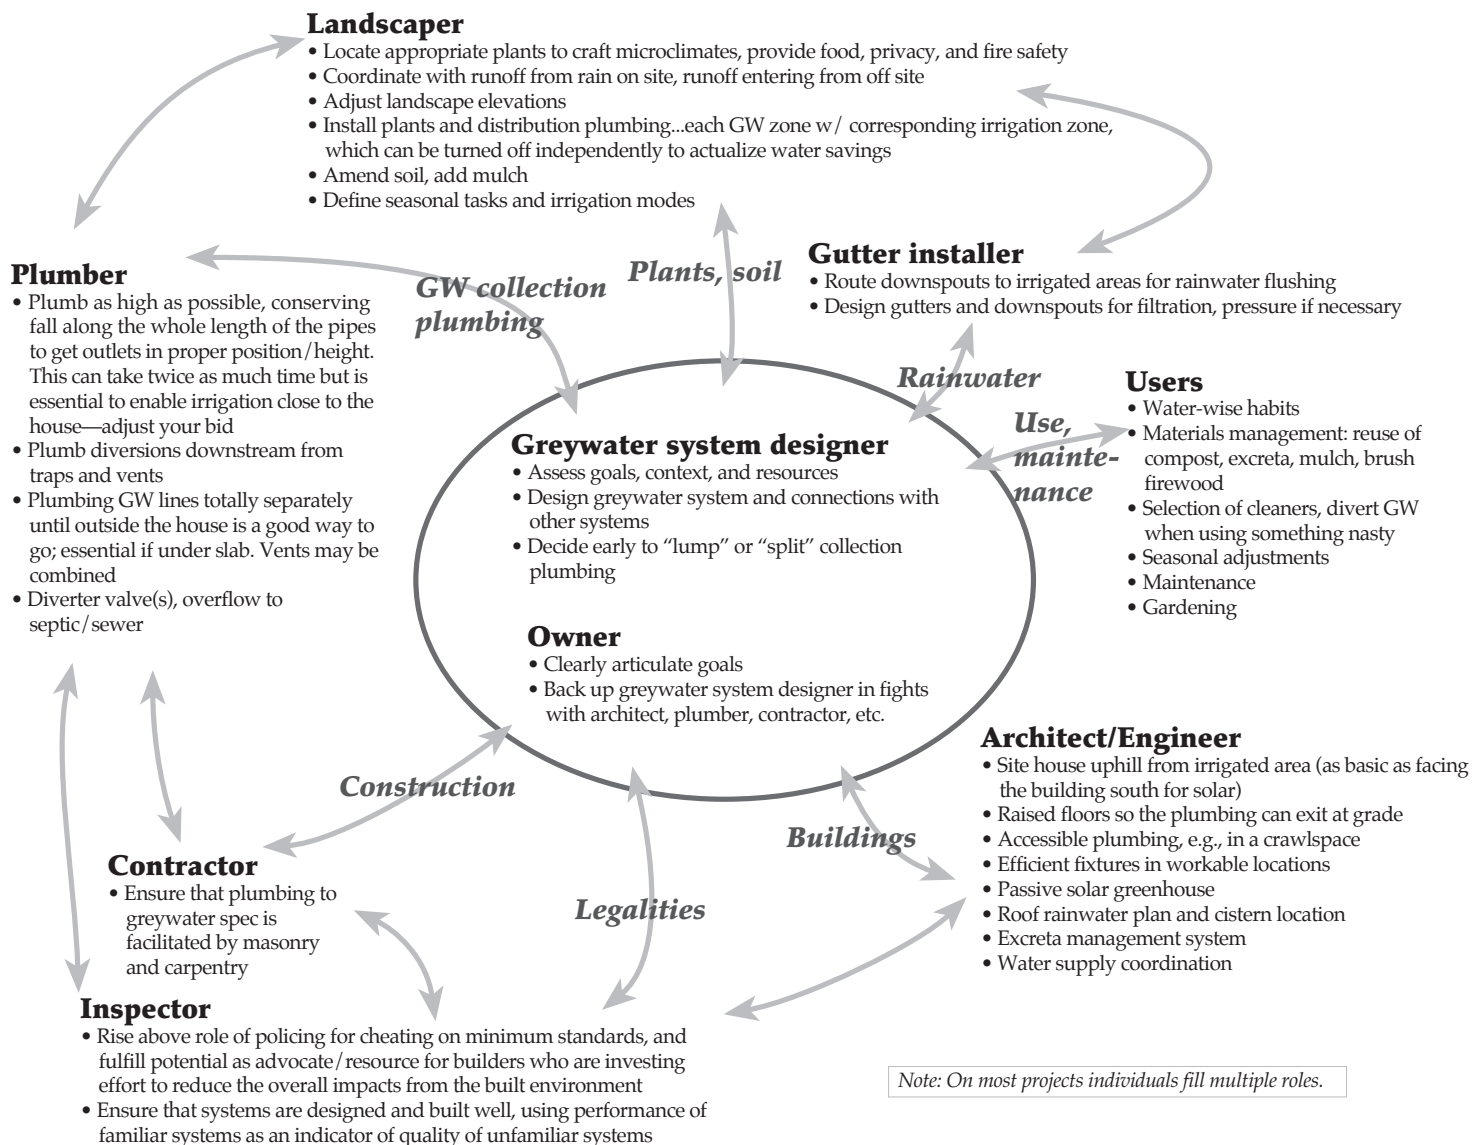 Landscaper
• Locate appropriate plants to craft microclimates, provide food, privacy, and fire safety
• Coordinate with runoff from rain on site, runoff entering from off site
• Adjust landscape elevations
• Install plants and distribution plumbing...each GW zone w/ corresponding irrigation zone,
which can be turned off independently to actualize water savings
• Amend soil, add mulch
• Define seasonal tasks and irrigation modes
Plumber
• Plumb as high as possible, conserving
fall along the whole length of the pipes
to get outlets in proper position/height.
This can take twice as much time but is
essential to enable irrigation close to the
house—adjust your bid
• Plumb diversions downstream from
traps and vents
• Plumbing GW lines totally separately
until outside the house is a good way to
go; essential if under slab. Vents may be
combined
• Diverter valve(s), overflow to
septic/sewer
GW collection
plumbing
Plants, soil
Gutter installer
• Route downspouts to irrigated areas for rainwater flushing
• Design gutters and downspouts for filtration, pressure if necessary
Rainwater
Use,
mainte-
nance
Users
• Water-wise habits
• Materials management: reuse of
compost, excreta, mulch, brush
firewood
• Selection of cleaners, divert GW
when using something nasty
• Seasonal adjustments
• Maintenance
• Gardening
Greywater system designer
• Assess goals, context, and resources
• Design greywater system and connections with
other systems
• Decide early to “lump” or “split” collection
plumbing
Owner
• Clearly articulate goals
• Back up greywater system designer in fights
with architect, plumber, contractor, etc.
Construction
Legalities
Buildings
Architect/Engineer
• Site house uphill from irrigated area (as basic as facing
the building south for solar)
• Raised floors so the plumbing can exit at grade
• Accessible plumbing, e.g., in a crawlspace
• Efficient fixtures in workable locations
• Passive solar greenhouse
• Roof rainwater plan and cistern location
• Excreta management system
• Water supply coordination
Contractor
• Ensure that plumbing to
greywater spec is
facilitated by masonry
and carpentry
Inspector
• Rise above role of policing for cheating on minimum standards, and
fulfill potential as advocate/resource for builders who are investing
effort to reduce the overall impacts from the built environment
• Ensure that systems are designed and built well, using performance of
familiar systems as an indicator of quality of unfamiliar systems
Note: On most projects individuals fill multiple roles.